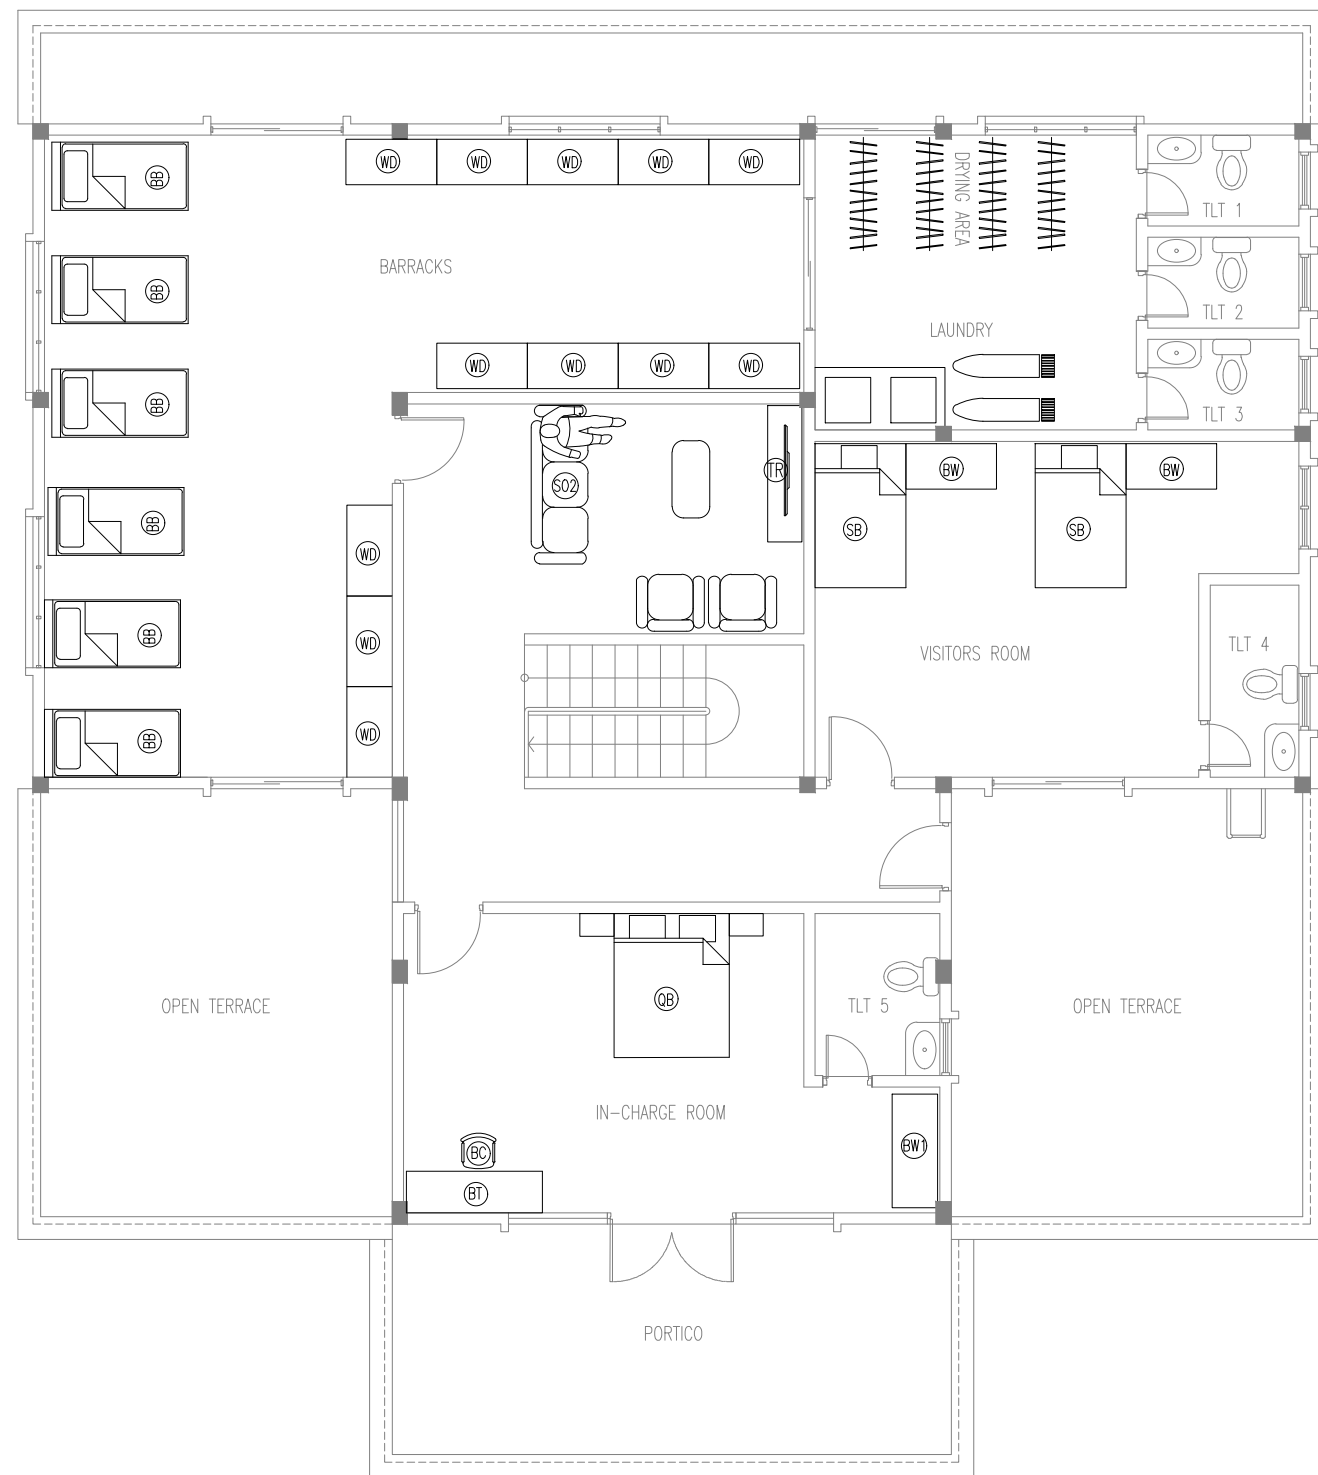 WD WD WD WD WD
DRYING AREA
BB
TLT 1
BARRACKS
BB
TLT 2
LAUNDRY
WD WD WD WD
BB
TLT 3
TR
BW BW
SO2
BB
SB SB
WD
BB
WD
TLT 4
VISITORS ROOM
BB
WD
QB
OPEN TERRACE
TLT 5
OPEN TERRACE
IN-CHARGE ROOM
BC
BW1
BT
PORTICO